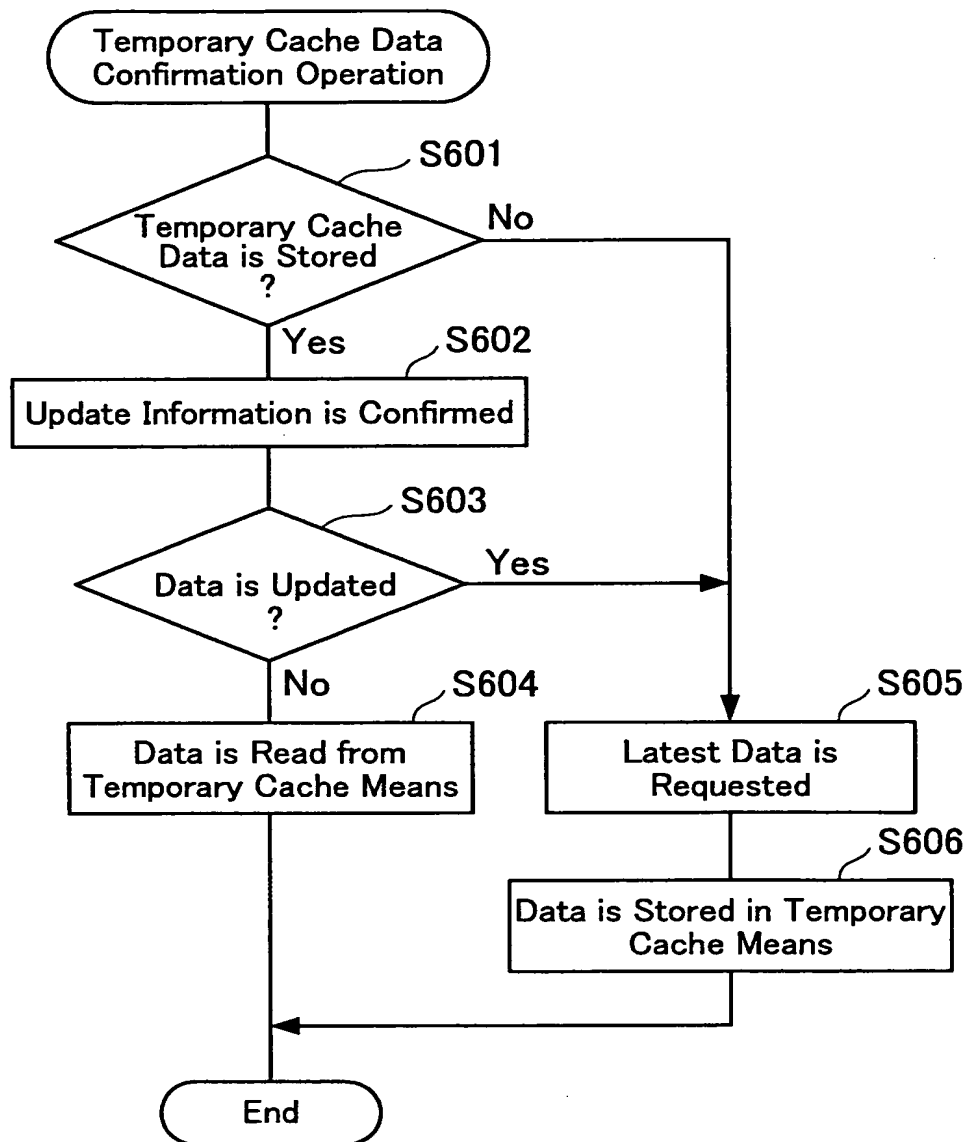 Temporary Cache Data
Confirmation Operation
S601
Temporary Cache
Data is Stored
?
No
Yes
S602
Update Information is Confirmed
S603
Data is Updated
?
Yes
No
S604
Data is Read from
Temporary Cache Means
S605
Latest Data is
Requested
S606
Data is Stored in Temporary
Cache Means
End